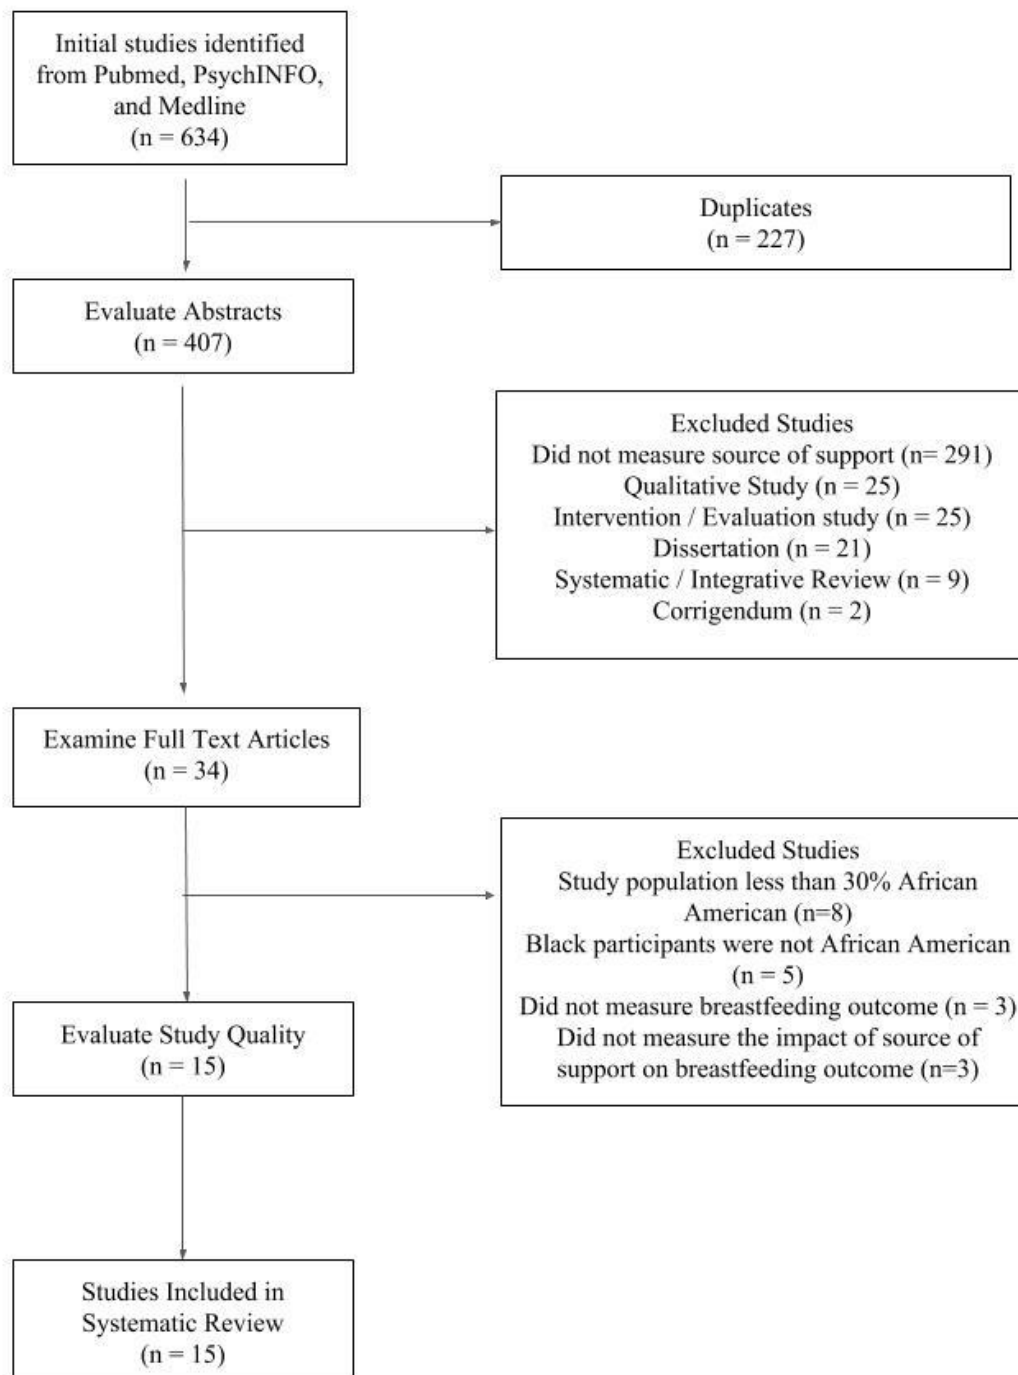 Initial studies identified
from Pubmed, PsychINFO,
and Medline
(n = 634)
Duplicates
(n = 227)
Evaluate Abstracts
(n = 407)
Excluded Studies
Did not measure source of support (n= 291)
Qualitative Study (n = 25)
Intervention / Evaluation study (n = 25)
Dissertation (n = 21)
Systematic / Integrative Review (n = 9)
Corrigendum (n = 2)
Examine Full Text Articles
(n = 34)
Excluded Studies
Study population less than 30% African
American (n=8)
Black participants were not African American
(n = 5)
Did not measure breastfeeding outcome (n = 3)
Did not measure the impact of source of
support on breastfeeding outcome (n=3)
Evaluate Study Quality
(n = 15)
Studies Included in
Systematic Review
(n = 15)